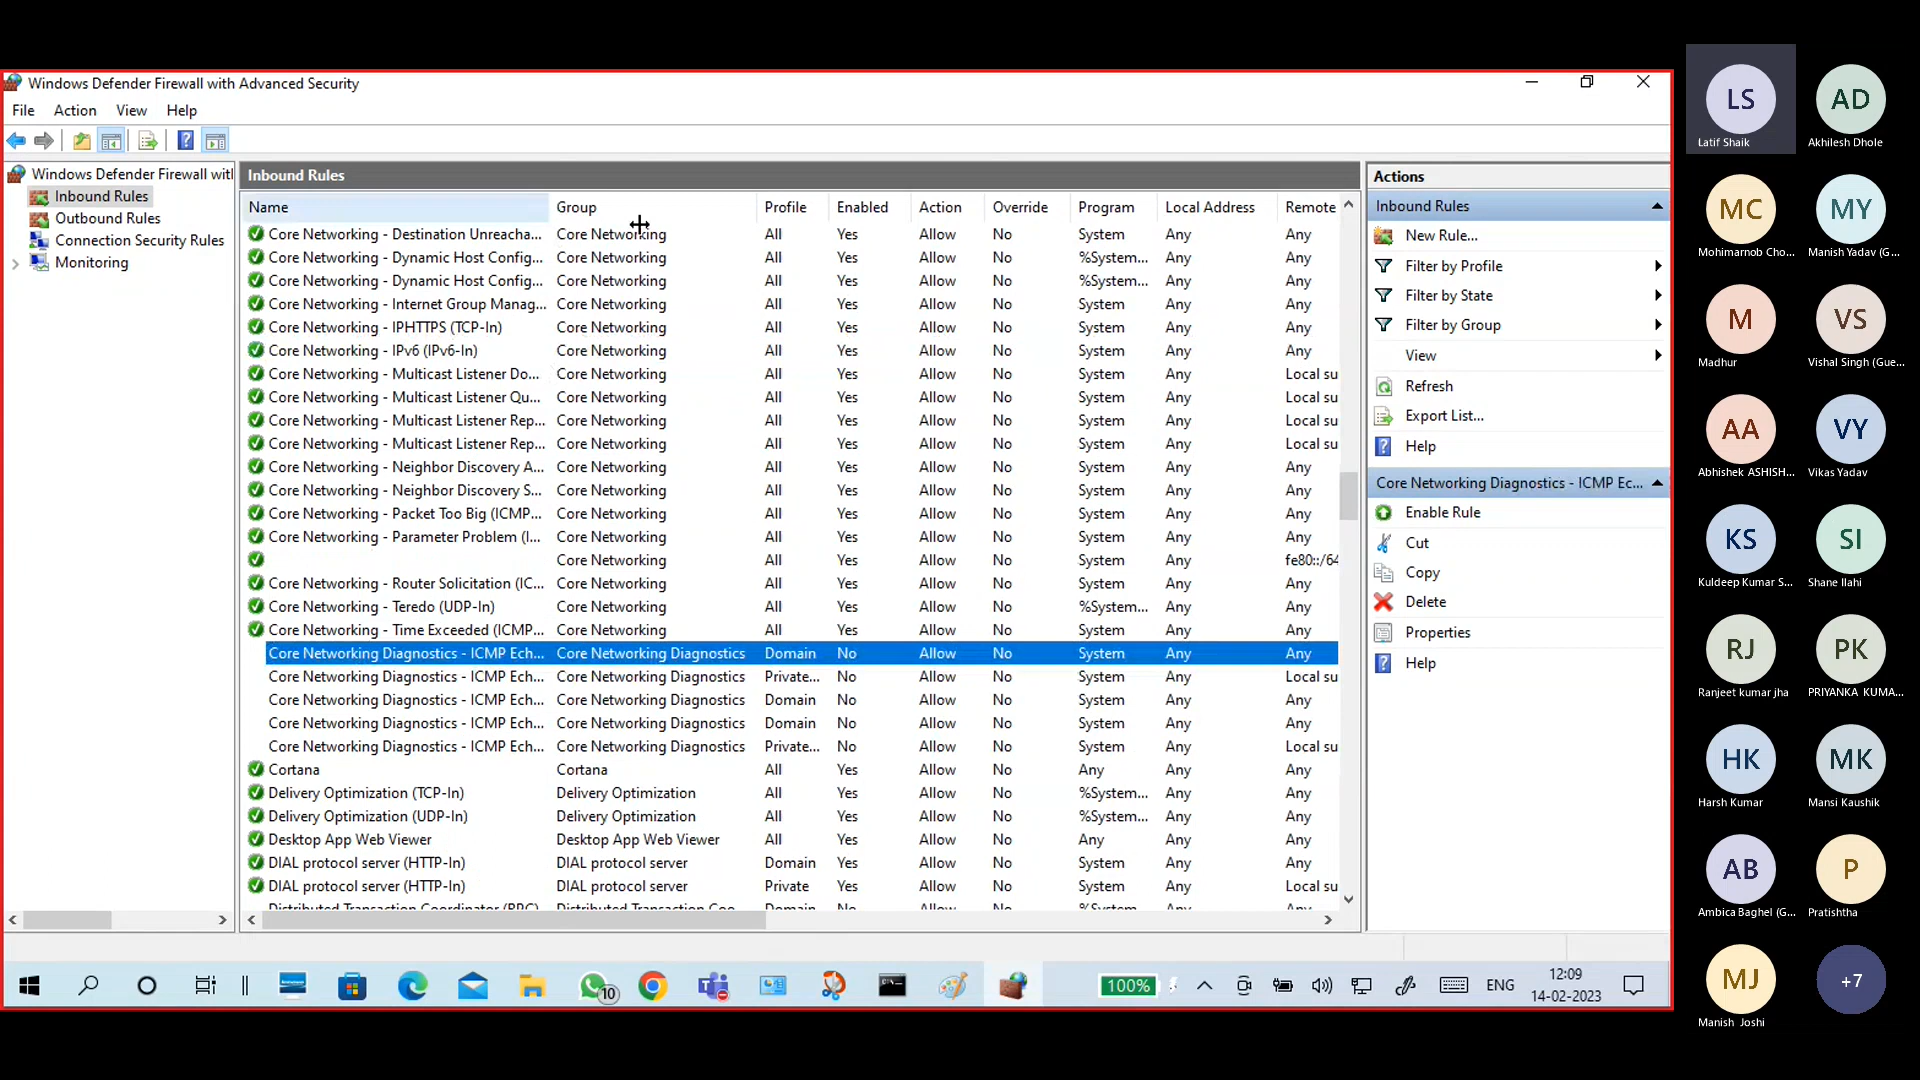 Windows Defender Firewall with Advanced Security
File Action View Help
Windows Defender Firewall witl
Inbound Rules
Outbound Rules
Connection Security Rules
Monitoring
Inbound Rules
Name Group Profile Enabled Action Override Program Local Address Remote
Core Networking - Destination Unreacha... Core Networking All Yes Allow No System Any Any
Core Networking - Dynamic Host Config... Core Networking All Yes Allow No %System... Any Any
Core Networking - Dynamic Host Config... Core Networking All Yes Allow No %System... Any Any
Core Networking - Internet Group Manag... Core Networking All Yes Allow No System Any Any
Core Networking - IPHTTPS (TCP-In) Core Networking All Yes Allow No System Any Any
Core Networking - IPv6 (IPv6-In) Core Networking All Yes Allow No System Any Any
Core Networking - Multicast Listener Do... Core Networking All Yes Allow No System Any Local su
Core Networking - Multicast Listener Qu... Core Networking All Yes Allow No System Any Local su
Core Networking - Multicast Listener Rep... Core Networking All Yes Allow No System Any Local su
Core Networking - Multicast Listener Rep... Core Networking All Yes Allow No System Any Local su
Core Networking - Neighbor Discovery A... Core Networking All Yes Allow No System Any Any
Core Networking - Neighbor Discovery S... Core Networking All Yes Allow No System Any Any
Core Networking - Packet Too Big (ICMP... Core Networking All Yes Allow No System Any Any
Core Networking - Parameter Problem (I... Core Networking All Yes Allow No System Any Any
Core Networking All Yes Allow No System Any fe80::/64
Core Networking - Router Solicitation (IC... Core Networking All Yes Allow No System Any Any
Core Networking - Teredo (UDP-In) Core Networking All Yes Allow No %System... Any Any
Core Networking - Time Exceeded (ICMP... Core Networking All Yes Allow No System Any Any
Core Networking Diagnostics - ICMP Ech... Core Networking Diagnostics Domain No Allow No System Any Any
Core Networking Diagnostics - ICMP Ech... Core Networking Diagnostics Private... No Allow No System Any Local su
Core Networking Diagnostics - ICMP Ech... Core Networking Diagnostics Domain No Allow No System Any Any
Core Networking Diagnostics - ICMP Ech... Core Networking Diagnostics Domain No Allow No System Any Any
Core Networking Diagnostics - ICMP Ech... Core Networking Diagnostics Private... No Allow No System Any Local su
Cortana Cortana All Yes Allow No Any Any Any
Delivery Optimization (TCP-In) Delivery Optimization All Yes Allow No %System... Any Any
Delivery Optimization (UDP-In) Delivery Optimization All Yes Allow No %System... Any Any
Desktop App Web Viewer Desktop App Web Viewer All Yes Allow No Any Any Any
DIAL protocol server (HTTP-In) DIAL protocol server Domain Yes Allow No System Any Any
DIAL protocol server (HTTP-In) DIAL protocol server Private Yes Allow No System Any Local su
Distributed Transaction Coordinator (RPC) Distributed Transaction Coo... Domain No Allow No %System... Any Any
Actions
Inbound Rules
New Rule...
Filter by Profile
Filter by State
Filter by Group
View
Refresh
Export List...
Help
Core Networking Diagnostics - ICMP Ec...
Enable Rule
Cut
Copy
Delete
Properties
Help
10
100%
ENG
12:09
14-02-2023
LS AD
Latif Shaik Akhilesh Dhole
MC MY
Mohimarnob Cho... Manish Yadav (G...
M VS
Madhur Vishal Singh (Gue...
AA VY
Abhishek ASHISH... Vikas Yadav
KS SI
Kuldeep Kumar S... Shane Ilahi
RJ PK
Ranjeet kumar jha PRIYANKA KUMA...
HK MK
Harsh Kumar Mansi Kaushik
AB P
Ambica Baghel (G... Pratishtha
MJ +7
Manish Joshi